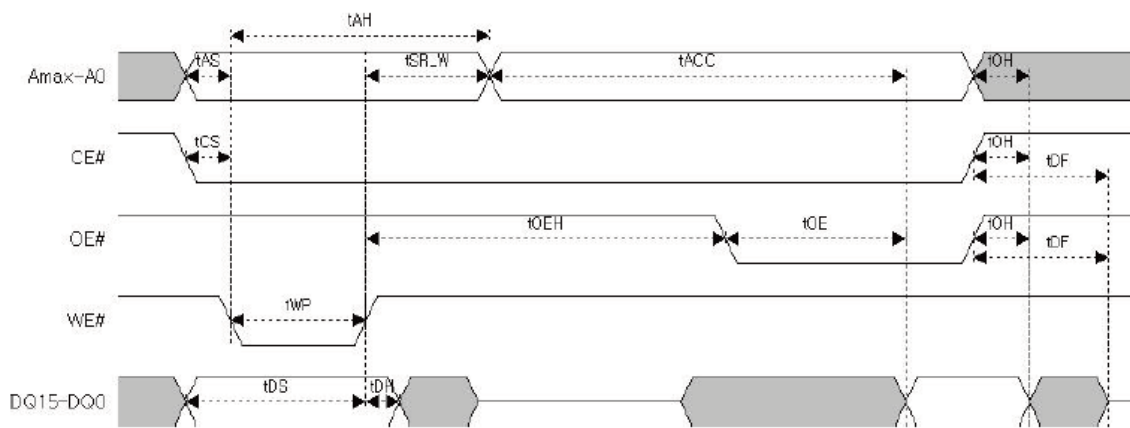 tAH
Amax-A0 tAS tSR_W tACC tOH
CE# tCS tOH tDF
OE# tOEH tOE tOH tDF
WE# tWP
DQ15-DQ0 tDS tDH